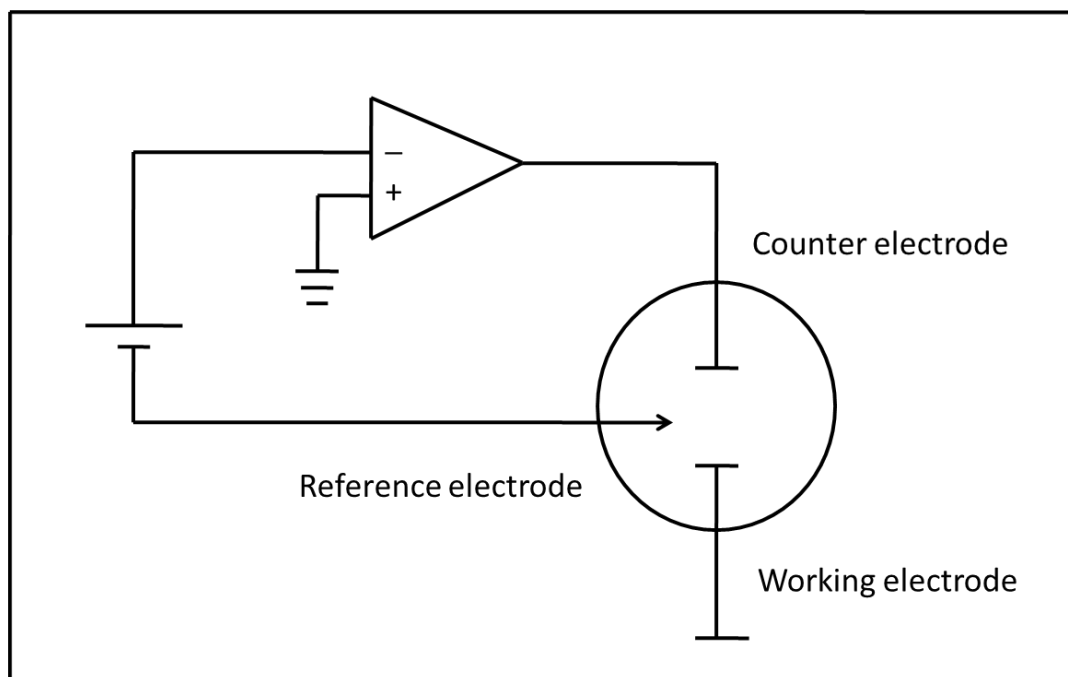 –
+
Counter electrode
Reference electrode
Working electrode